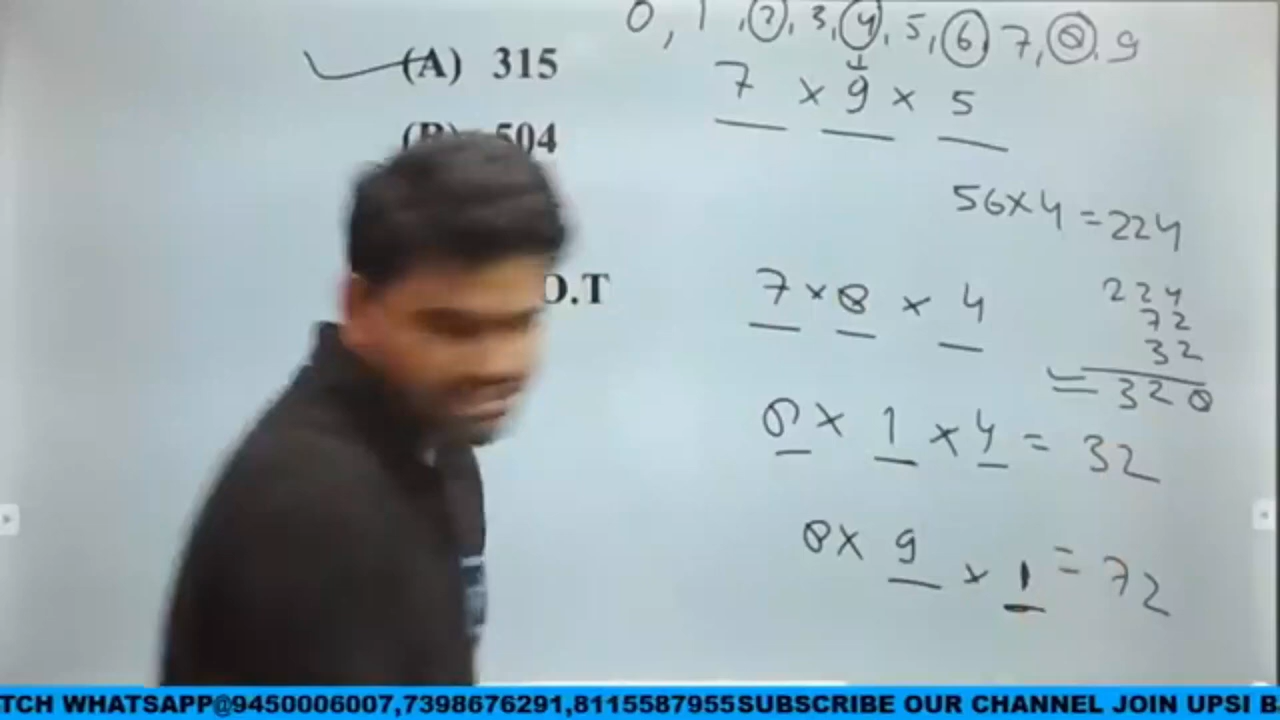 0, 1, 2, 3, 4, 5, 6, 7, 8, 9
(A) 315
7 × 9 × 5
504
56×4 = 224
O.T
7 × 8 × 4
224
72
32
= 328
8 × 1 × 4 = 32
8 × 9 × 1 = 72
TCH WHATSAPP@9450006007,7398676291,8115587955SUBSCRIBE OUR CHANNEL JOIN UPSI B